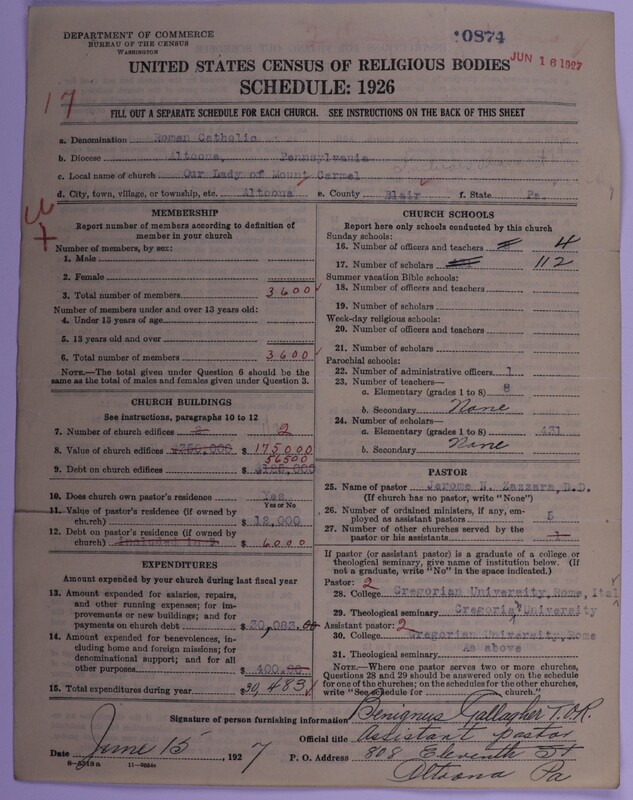 DEPARTMENT OF COMMERCE
BUREAU OF THE CENSUS
WASHINGTON
10874
JUN 16 1927
UNITED STATES CENSUS OF RELIGIOUS BODIES
SCHEDULE: 1926
17
FILL OUT A SEPARATE SCHEDULE FOR EACH CHURCH. SEE INSTRUCTIONS ON THE BACK OF THIS SHEET
a. Denomination Roman Catholic
b. Diocese Altoona, Pennsylvania
c. Local name of church Our Lady of Mount Carmel
d. City, town, village, or township, etc. Altoona e. County Blair f. State Pa.
MEMBERSHIP
Report number of members according to definition of member in your church
Number of members, by sex:
1. Male
2. Female
3. Total number of members 3600
Number of members under and over 13 years old:
4. Under 13 years of age
5. 13 years old and over
6. Total number of members 3600
NOTE.—The total given under Question 6 should be the same as the total of males and females given under Question 3.
CHURCH BUILDINGS
See instructions, paragraphs 10 to 12
7. Number of church edifices 2 2
8. Value of church edifices $350,000 $ 175000
56500
9. Debt on church edifices $125,000
10. Does church own pastor's residence Yes
Yes or No
11. Value of pastor's residence (if owned by church) $ 12,000
12. Debt on pastor's residence (if owned by church) Included in 9 $ 6000
EXPENDITURES
Amount expended by your church during last fiscal year
13. Amount expended for salaries, repairs, and other running expenses; for improvements or new buildings; and for payments on church debt $ 30,083.00
14. Amount expended for benevolences, including home and foreign missions; for denominational support; and for all other purposes $ 400.00
15. Total expenditures during year $30,483
CHURCH SCHOOLS
Report here only schools conducted by this church
Sunday schools:
16. Number of officers and teachers 4
17. Number of scholars 112
Summer vacation Bible schools:
18. Number of officers and teachers
19. Number of scholars
Week-day religious schools:
20. Number of officers and teachers
21. Number of scholars
Parochial schools:
22. Number of administrative officers 1
23. Number of teachers—
a. Elementary (grades 1 to 8) 8
b. Secondary None
24. Number of scholars—
a. Elementary (grades 1 to 8) 431
b. Secondary None
PASTOR
25. Name of pastor Jerome N. Zazzara, D.D.
(If church has no pastor, write "None")
26. Number of ordained ministers, if any, employed as assistant pastors 5
27. Number of other churches served by the pastor or his assistants 1
If pastor (or assistant pastor) is a graduate of a college or theological seminary, give name of institution below. (If not a graduate, write "No" in the space indicated.)
Pastor: 2
28. College Gregorian University, Rome, Ital
29. Theological seminary Gregoria University
Assistant pastor: 2
30. College Gregorian University, Rome
31. Theological seminary As above
NOTE.—Where one pastor serves two or more churches, Questions 28 and 29 should be answered only on the schedule for one of the churches; on the schedules for the other churches, write "See schedule for church."
Signature of person furnishing information Benignus Gallagher T.O.R.
Official title Assistant pastor
Date June 15, 1927 P. O. Address 808 Eleventh St
Altoona Pa
8-5618a 11-9054